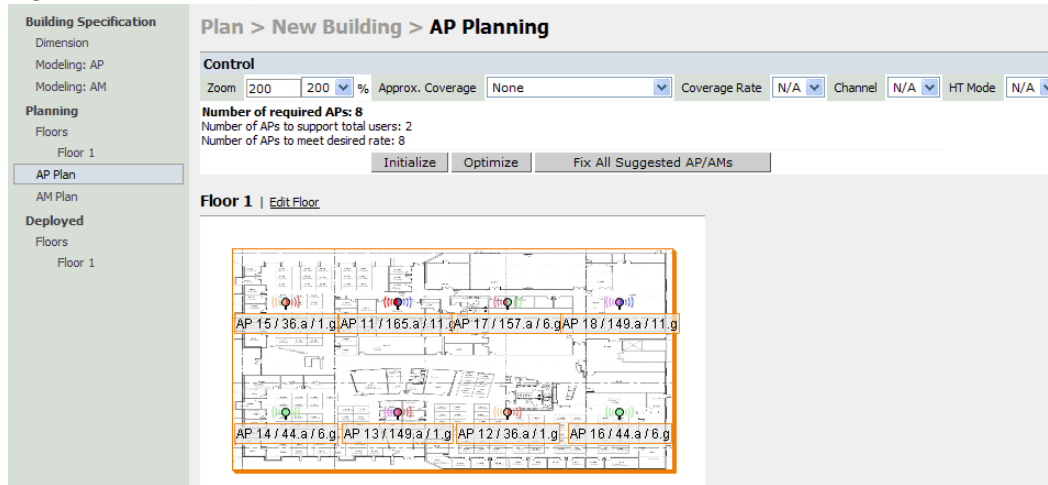 Building Specification
Dimension
Modeling: AP
Modeling: AM
Planning
Floors
Floor 1
AP Plan
AM Plan
Deployed
Floors
Floor 1
Plan > New Building > AP Planning
Control
Zoom 200 200 % Approx. Coverage None Coverage Rate N/A Channel N/A HT Mode N/A
Number of required APs: 8
Number of APs to support total users: 2
Number of APs to meet desired rate: 8
Initialize Optimize Fix All Suggested AP/AMs
Floor 1 | Edit Floor
AP 15 / 36.a / 1.g AP 11 / 165.a / 11.g AP 17 / 157.a / 6.g AP 18 / 149.a / 11.g
AP 14 / 44.a / 6.g AP 13 / 149.a / 1.g AP 12 / 36.a / 1.g AP 16 / 44.a / 6.g